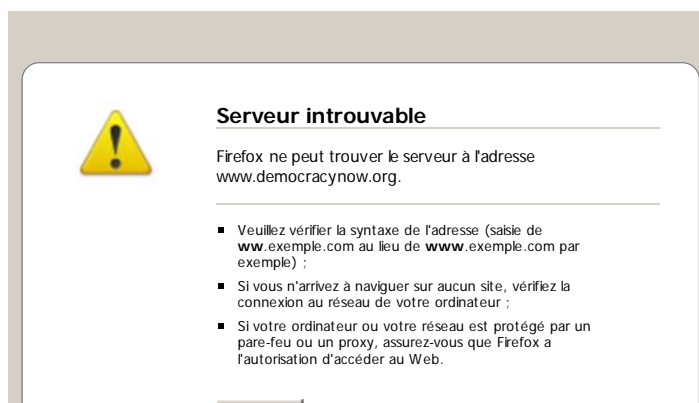 Serveur introuvable
Firefox ne peut trouver le serveur à l'adresse
www.democracynow.org.
Veuillez vérifier la syntaxe de l'adresse (saisie de
ww.exemple.com au lieu de www.exemple.com par
exemple) ;
Si vous n'arrivez à naviguer sur aucun site, vérifiez la
connexion au réseau de votre ordinateur ;
Si votre ordinateur ou votre réseau est protégé par un
pare-feu ou un proxy, assurez-vous que Firefox a
l'autorisation d'accéder au Web.